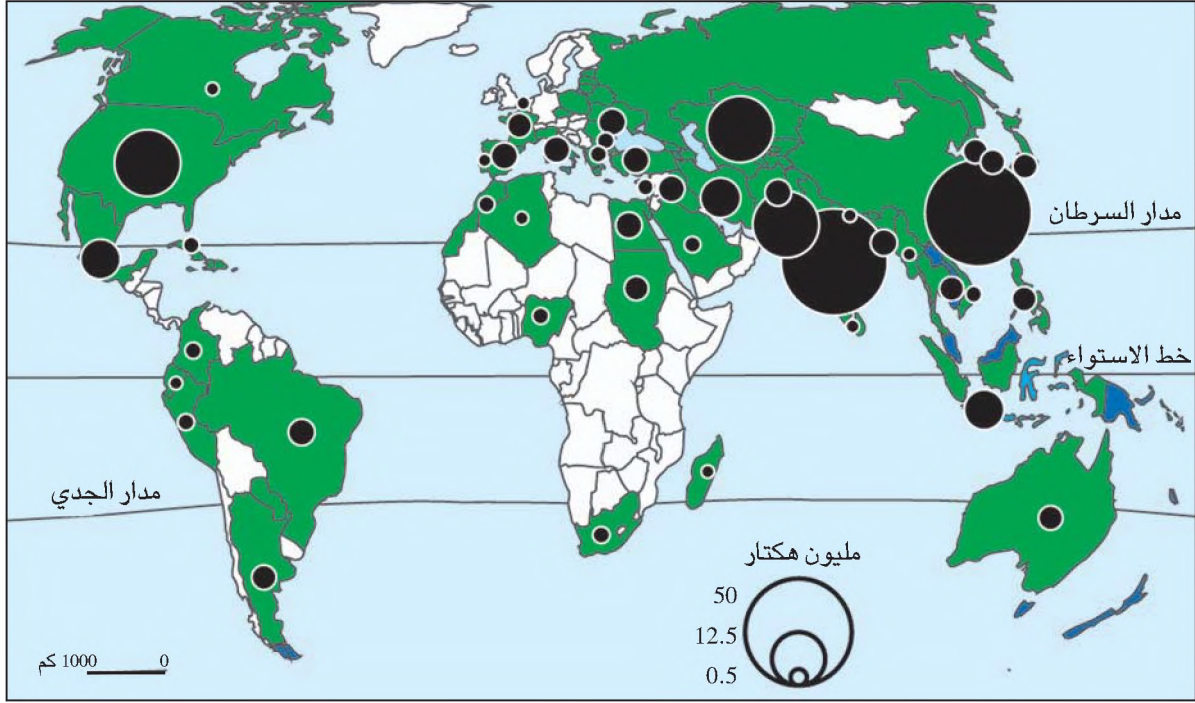 مدار السرطان
خط الاستواء
مدار الجدي
مليون هكتار
50
12.5
0.5
0 1000 كم